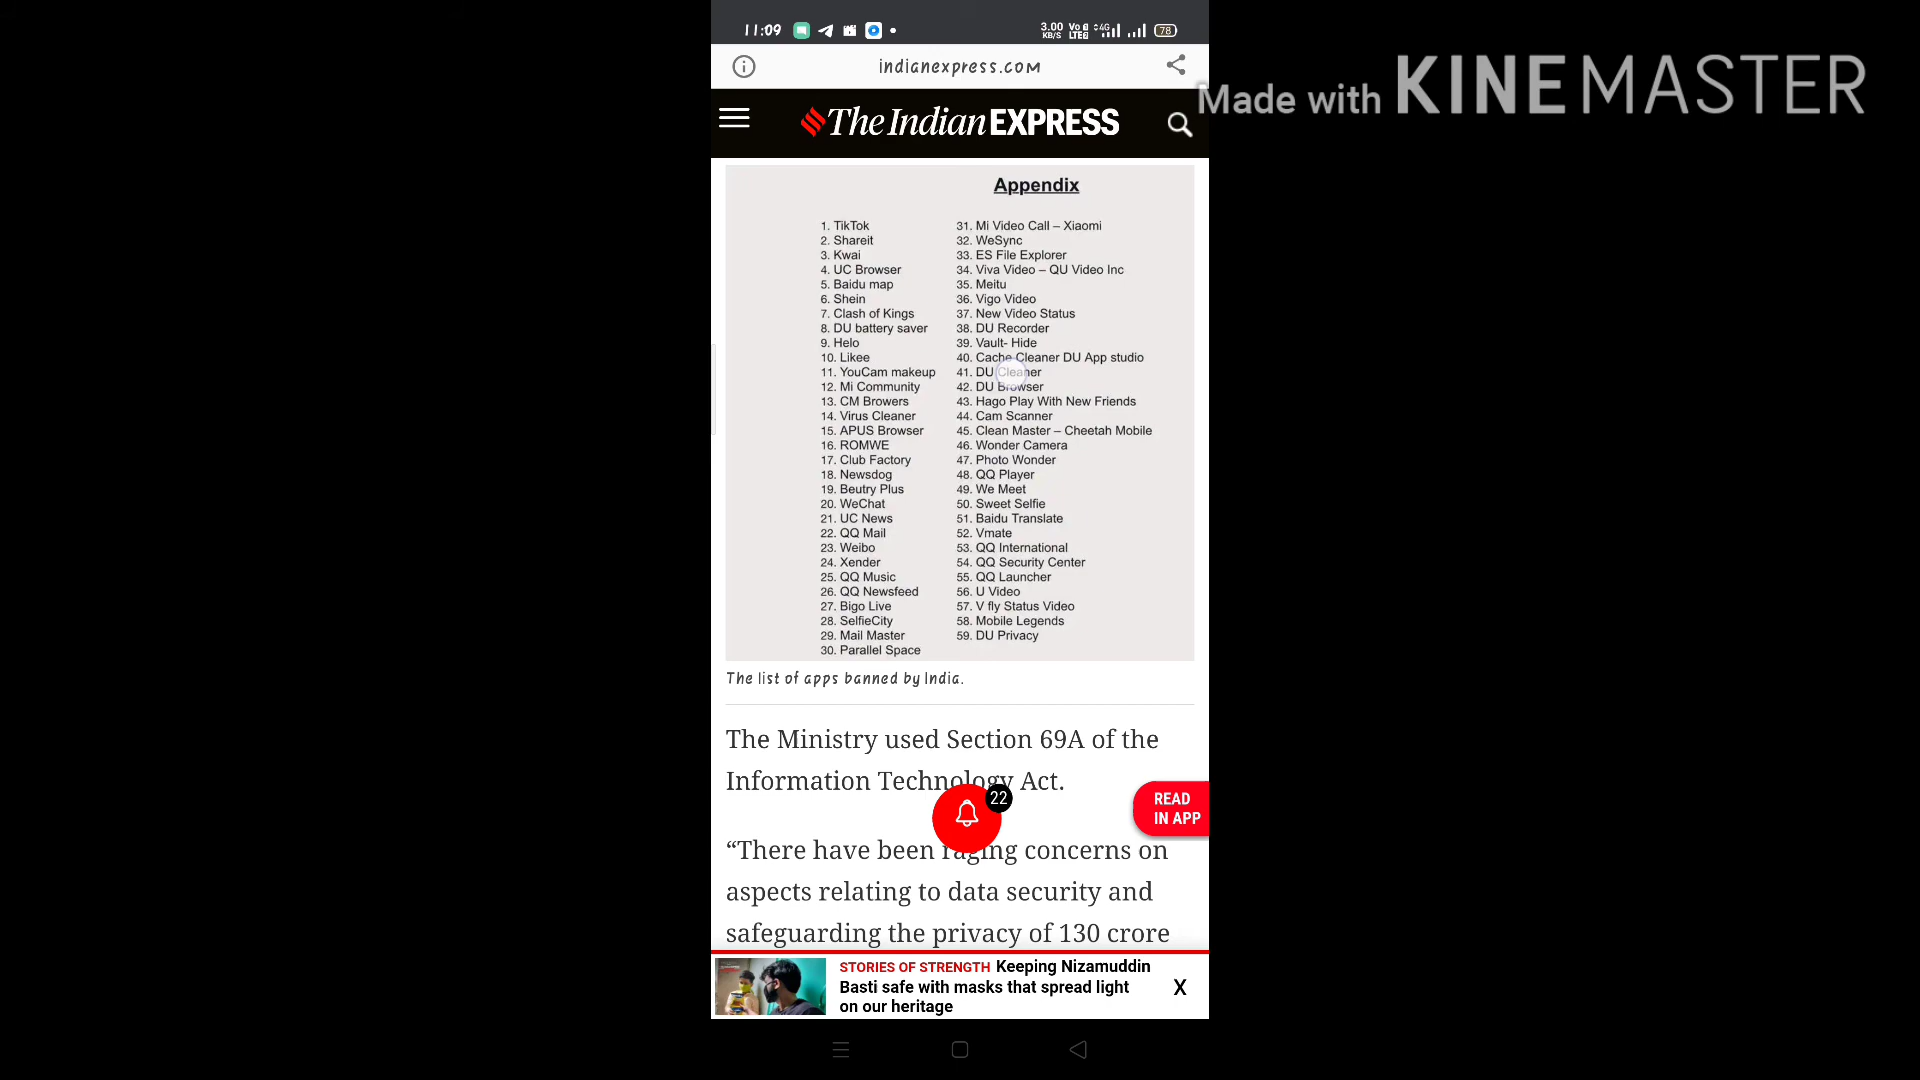 11:09
3.00 KB/S Vo LTE 4G 78
indianexpress.com
Made with KINEMASTER
The Indian EXPRESS
Appendix
1. TikTok
2. Shareit
3. Kwai
4. UC Browser
5. Baidu map
6. Shein
7. Clash of Kings
8. DU battery saver
9. Helo
10. Likee
11. YouCam makeup
12. Mi Community
13. CM Browers
14. Virus Cleaner
15. APUS Browser
16. ROMWE
17. Club Factory
18. Newsdog
19. Beutry Plus
20. WeChat
21. UC News
22. QQ Mail
23. Weibo
24. Xender
25. QQ Music
26. QQ Newsfeed
27. Bigo Live
28. SelfieCity
29. Mail Master
30. Parallel Space
31. Mi Video Call – Xiaomi
32. WeSync
33. ES File Explorer
34. Viva Video – QU Video Inc
35. Meitu
36. Vigo Video
37. New Video Status
38. DU Recorder
39. Vault- Hide
40. Cache Cleaner DU App studio
41. DU Cleaner
42. DU Browser
43. Hago Play With New Friends
44. Cam Scanner
45. Clean Master – Cheetah Mobile
46. Wonder Camera
47. Photo Wonder
48. QQ Player
49. We Meet
50. Sweet Selfie
51. Baidu Translate
52. Vmate
53. QQ International
54. QQ Security Center
55. QQ Launcher
56. U Video
57. V fly Status Video
58. Mobile Legends
59. DU Privacy
The list of apps banned by India.
The Ministry used Section 69A of the
Information Technology Act.
22
READ
IN APP
“There have been raging concerns on
aspects relating to data security and
safeguarding the privacy of 130 crore
STORIES OF STRENGTH Keeping Nizamuddin
Basti safe with masks that spread light
on our heritage
X